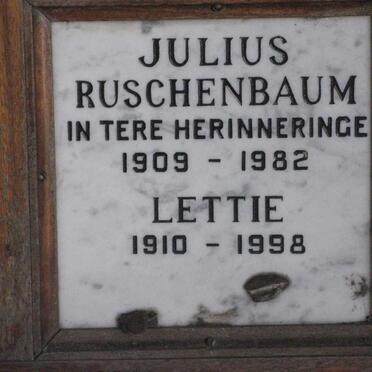 JULIUS
RUSCHENBAUM
IN TERE HERINNERINGE
1909 - 1982
LETTIE
1910 - 1998